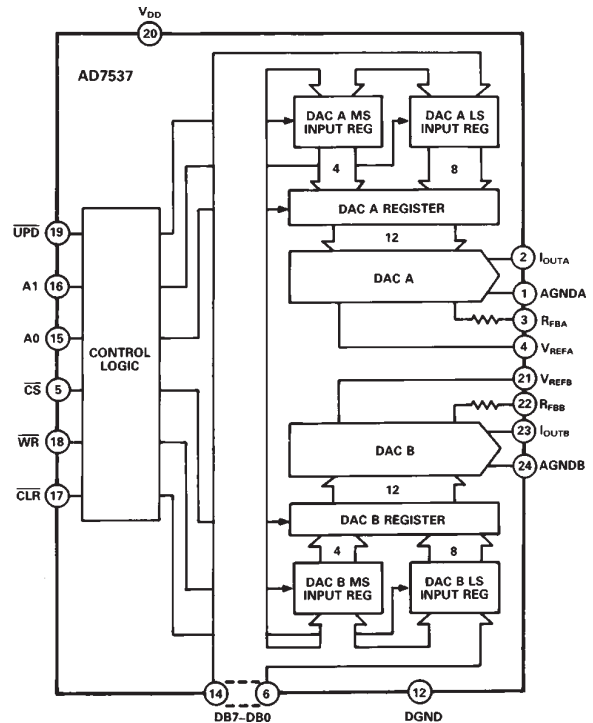 VDD
20
AD7537
DAC A MS
INPUT REG
DAC A LS
INPUT REG
4
8
DAC A REGISTER
12
DAC A
UPD 19
A1 16
A0 15
CS 5
WR 18
CLR 17
CONTROL
LOGIC
2 IOUTA
1 AGNDA
3 RFBA
4 VREFA
21 VREFB
22 RFBB
23 IOUTB
24 AGNDB
DAC B
12
DAC B REGISTER
4
8
DAC B MS
INPUT REG
DAC B LS
INPUT REG
14
6
12
DB7–DB0
DGND